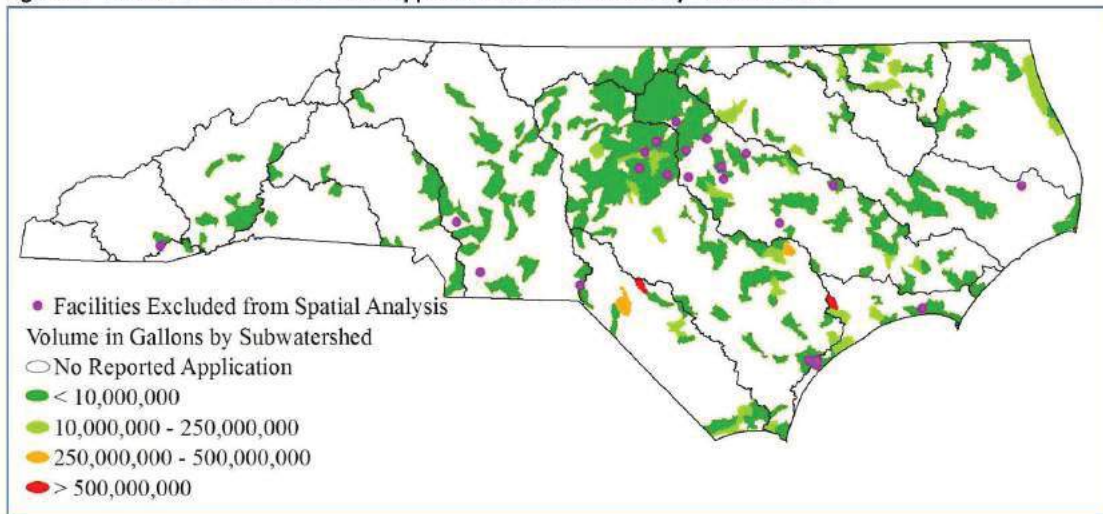 Facilities Excluded from Spatial Analysis
Volume in Gallons by Subwatershed
No Reported Application
< 10,000,000
10,000,000 - 250,000,000
250,000,000 - 500,000,000
> 500,000,000